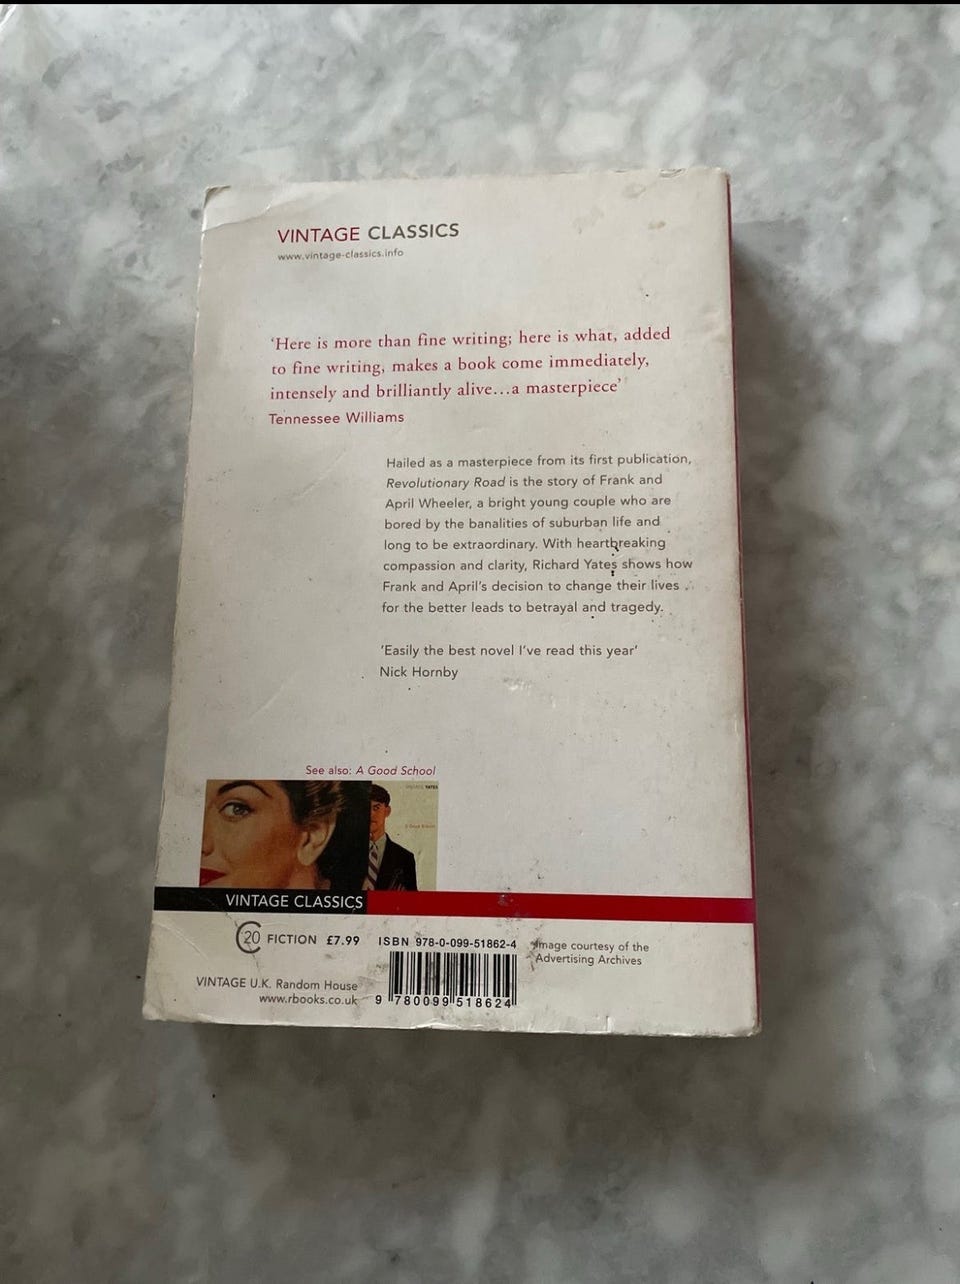 VINTAGE CLASSICS
www.vintage-classics.info
'Here is more than fine writing; here is what, added
to fine writing, makes a book come immediately,
intensely and brilliantly alive...a masterpiece'
Tennessee Williams
Hailed as a masterpiece from its first publication,
Revolutionary Road is the story of Frank and
April Wheeler, a bright young couple who are
bored by the banalities of suburban life and
long to be extraordinary. With heartbreaking
compassion and clarity, Richard Yates shows how
Frank and April's decision to change their lives
for the better leads to betrayal and tragedy.
'Easily the best novel I've read this year'
Nick Hornby
See also: A Good School
VINTAGE CLASSICS
C20 FICTION £7.99
VINTAGE U.K. Random House
www.rbooks.co.uk
ISBN 978-0-099-51862-4
9 780099 518624
Image courtesy of the
Advertising Archives